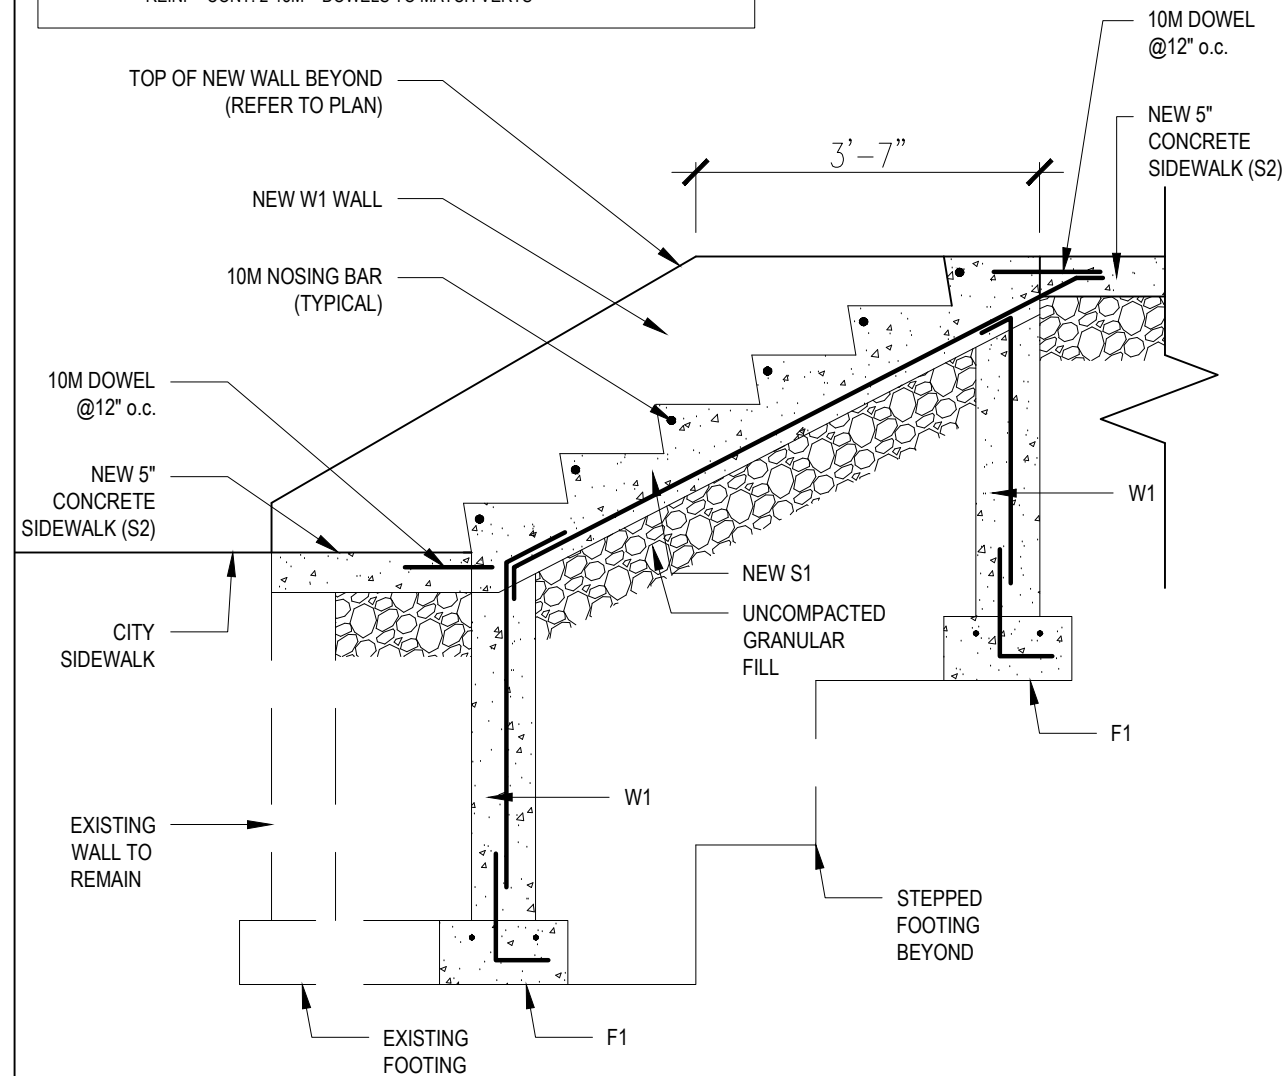 10M DOWEL
@12" o.c.
TOP OF NEW WALL BEYOND
(REFER TO PLAN)
NEW 5"
CONCRETE
SIDEWALK (S2)
3'-7"
NEW W1 WALL
10M NOSING BAR
(TYPICAL)
10M DOWEL
@12" o.c.
NEW 5"
CONCRETE
SIDEWALK (S2)
W1
NEW S1
UNCOMPACTED
GRANULAR
FILL
CITY
SIDEWALK
F1
W1
EXISTING
WALL TO
REMAIN
STEPPED
FOOTING
BEYOND
EXISTING
FOOTING
F1